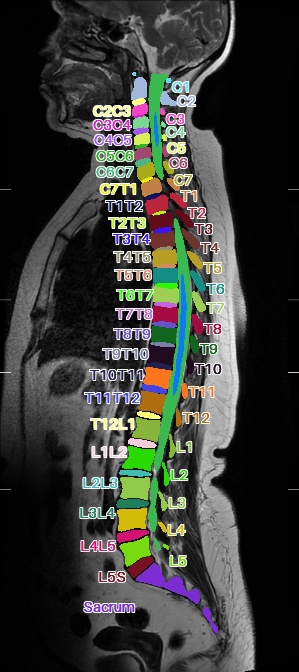 C1
C2
C2C3
C3
C3C4
C4
C4C5
C5
C5C6
C6
C6C7
C7
C7T1
T1
T1T2
T2
T2T3
T3
T3T4
T4
T4T5
T5
T5T6
T6
T6T7
T7
T7T8
T8
T8T9
T9
T9T10
T10
T10T11
T11
T11T12
T12
T12L1
L1
L1L2
L2
L2L3
L3
L3L4
L4
L4L5
L5
L5S
Sacrum